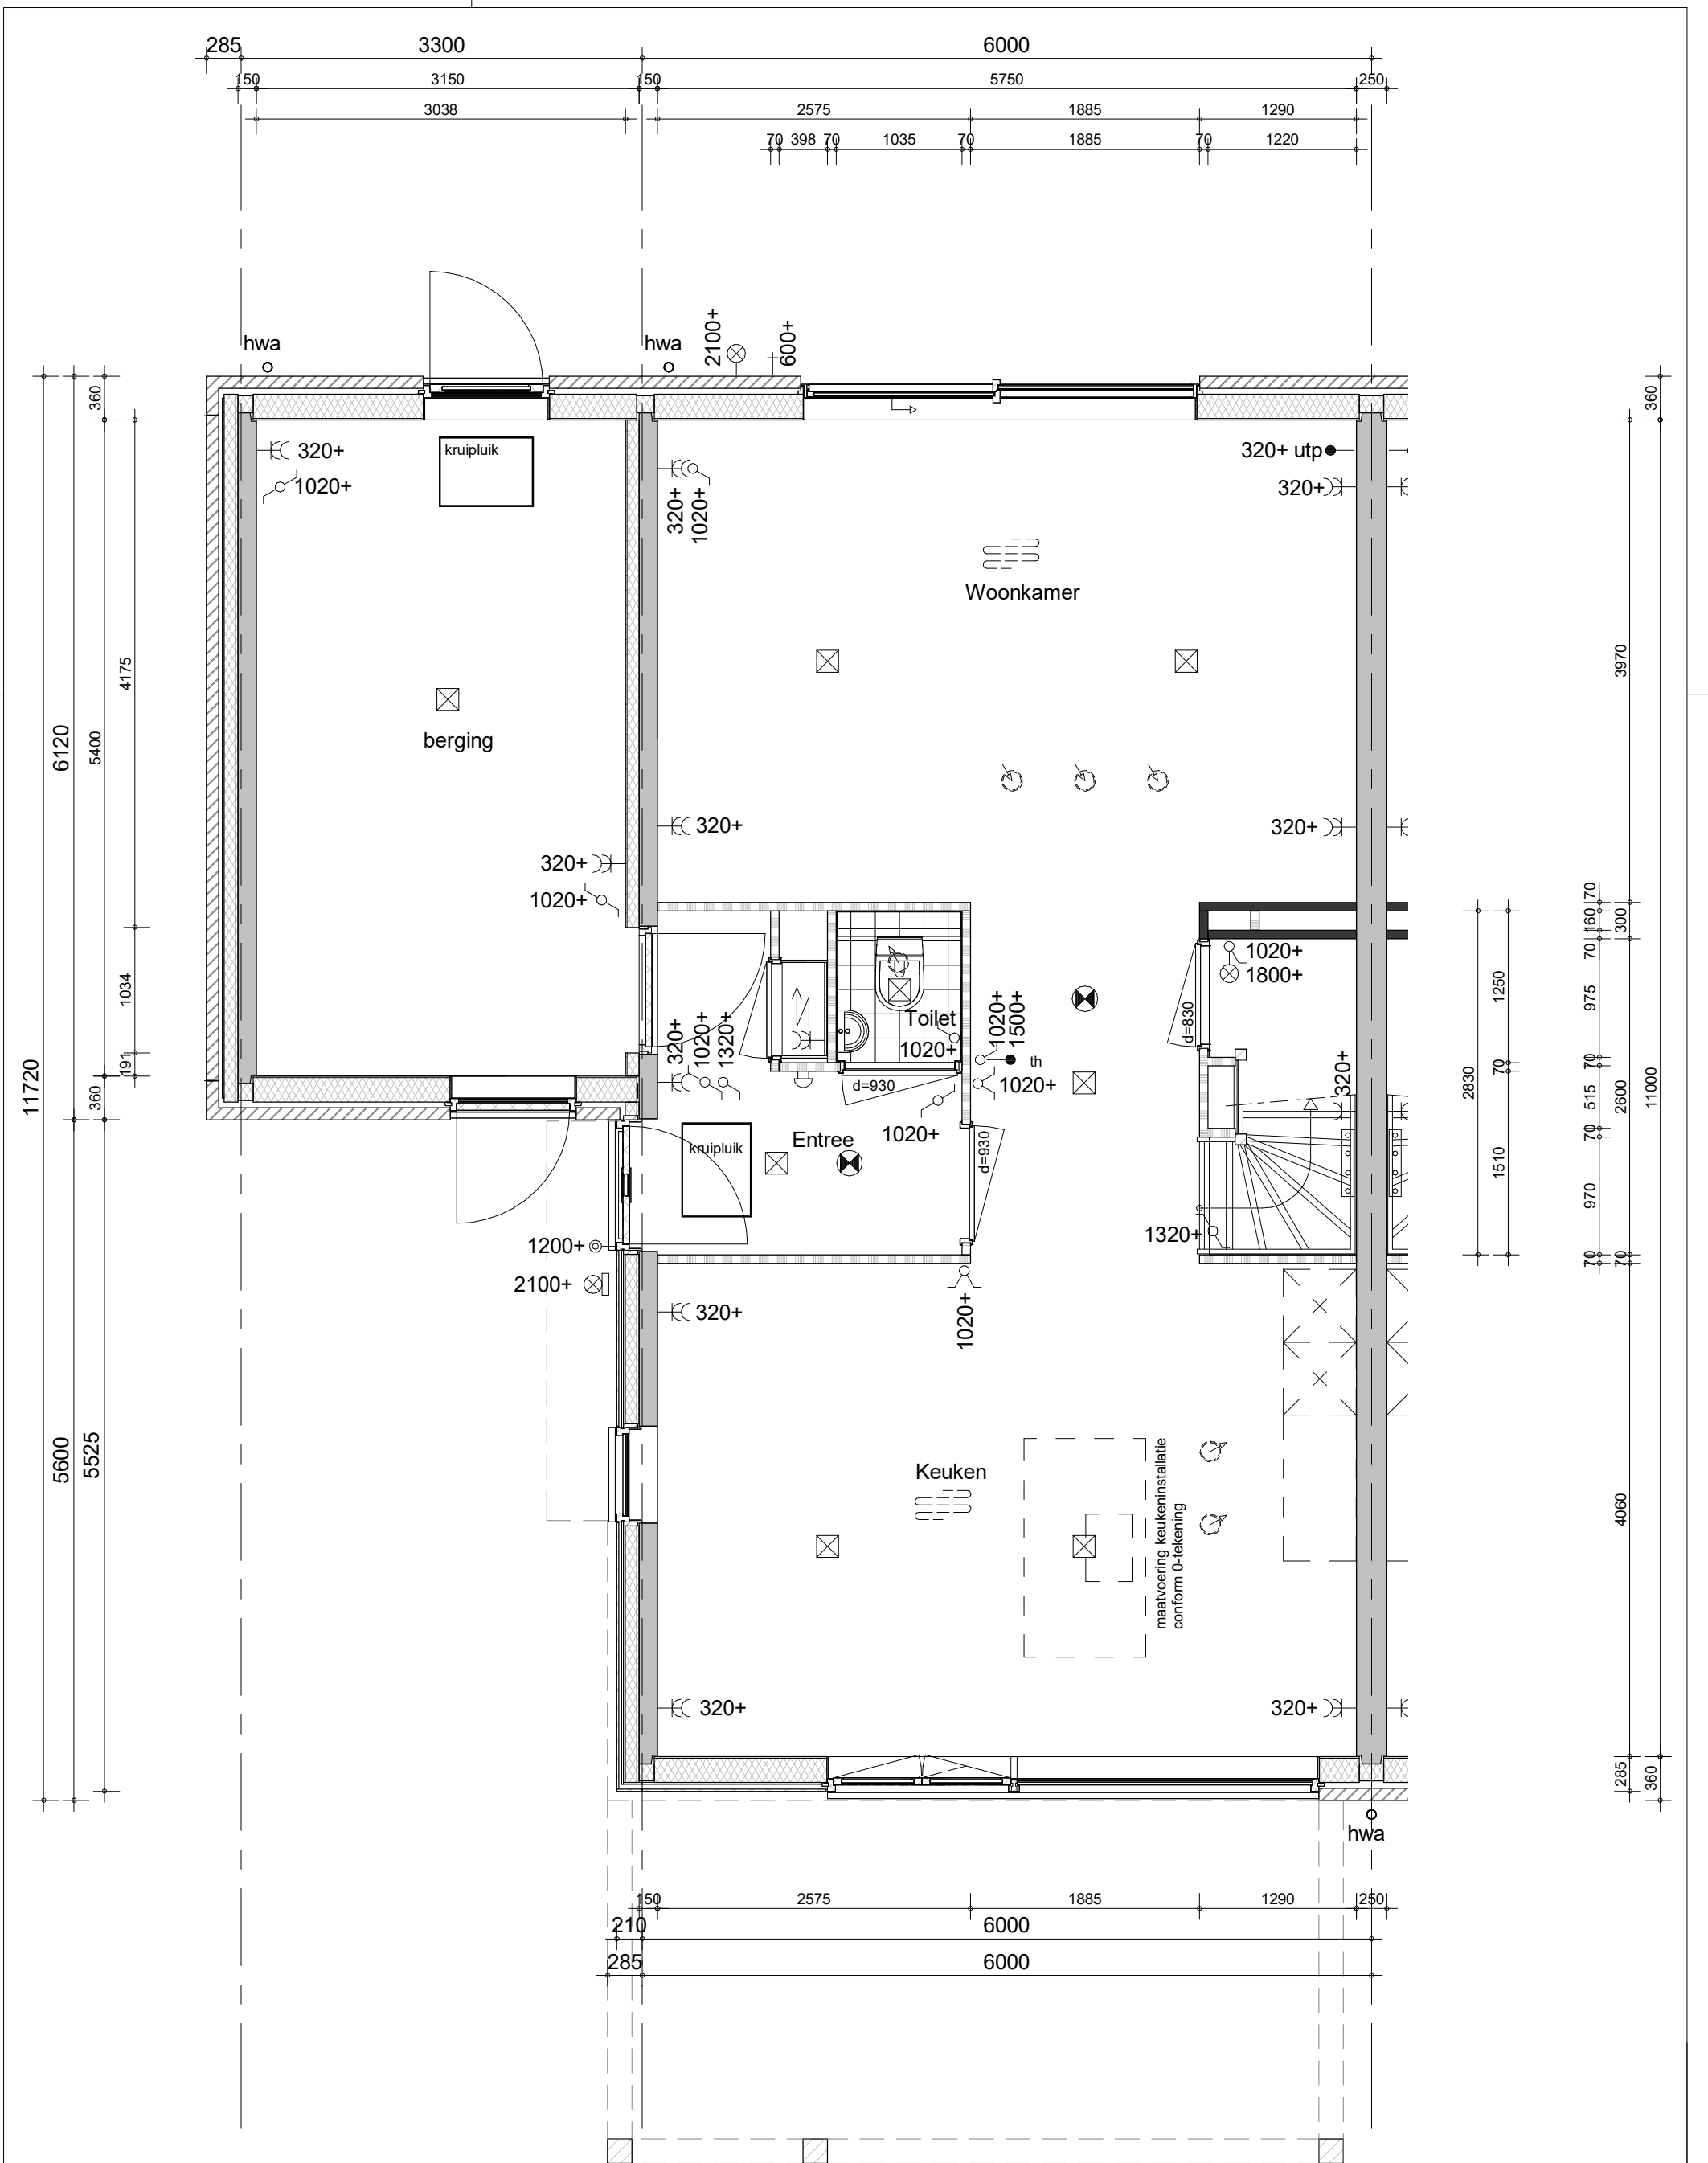 285 3300 6000
150 3150 150 5750 250
3038 2575 1885 1290
70 398 70 1035 70 1885 70 1220
hwa hwa 2100+ 600+
360 360
320+ kruipluik 320+ utp
1020+ 320+ 1020+ 320+
Woonkamer
4175 3970
6120 5400 berging
320+ 320+ 320+
320+
1020+
70 160 70 300
1020+
1800+
1034 975 1250
d=830
Toilet 1020+ 1500+
1020+ th
320+ 1020+ 1320+
191 70 70
d=930 1020+ 320+
11720 360 515 2600 2830 11000
1020+
Entree 70
kruipluik d=930 1510
970
1320+
1200+ 70 70
2100+
320+ 1020+
5600 5525
Keuken
maatvoering keukeninstallatie
conform 0-tekening
4060
320+ 320+
285 360
hwa
150 2575 1885 1290 250
210 6000
285 6000